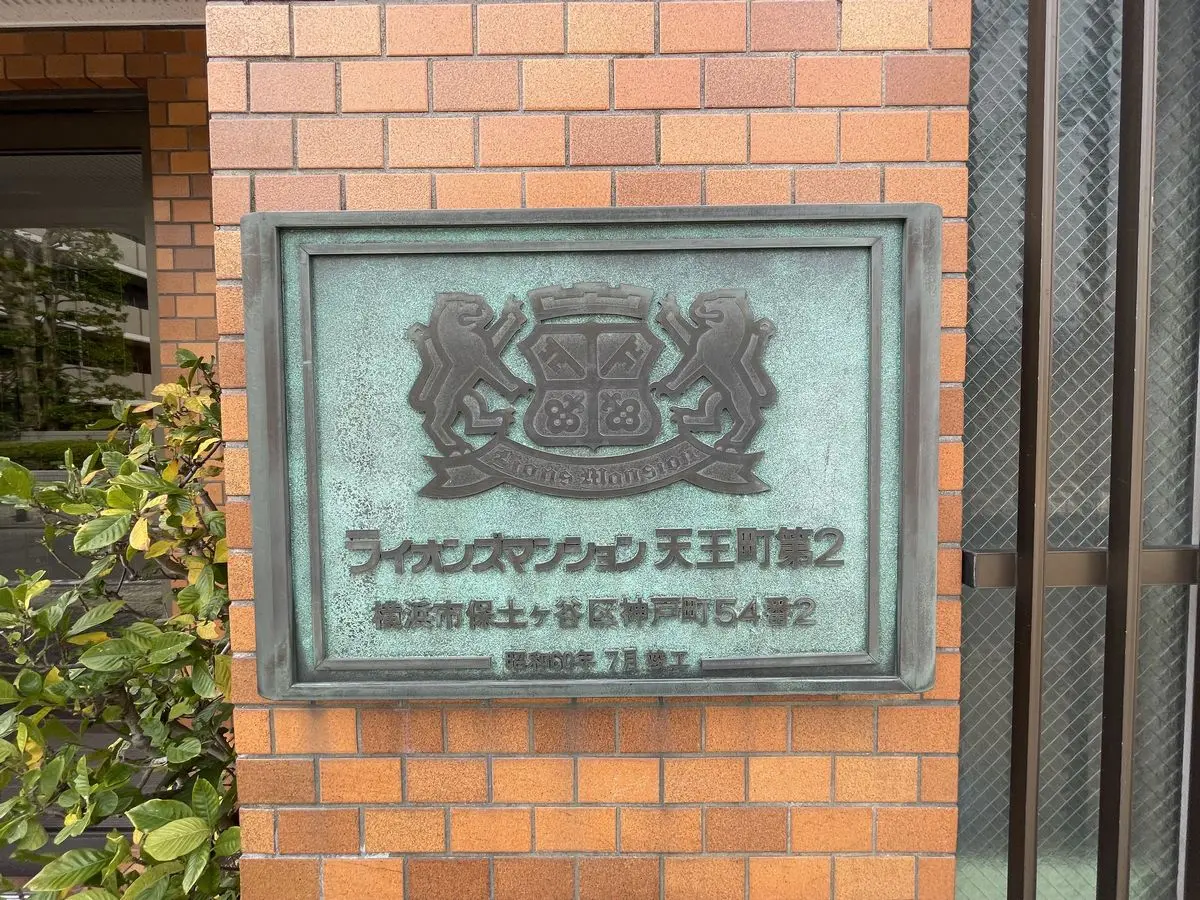 Lions Mansion
ライオンズマンション天王町第2
横浜市保土ヶ谷区神戸町54番2
昭和60年 7月 竣工